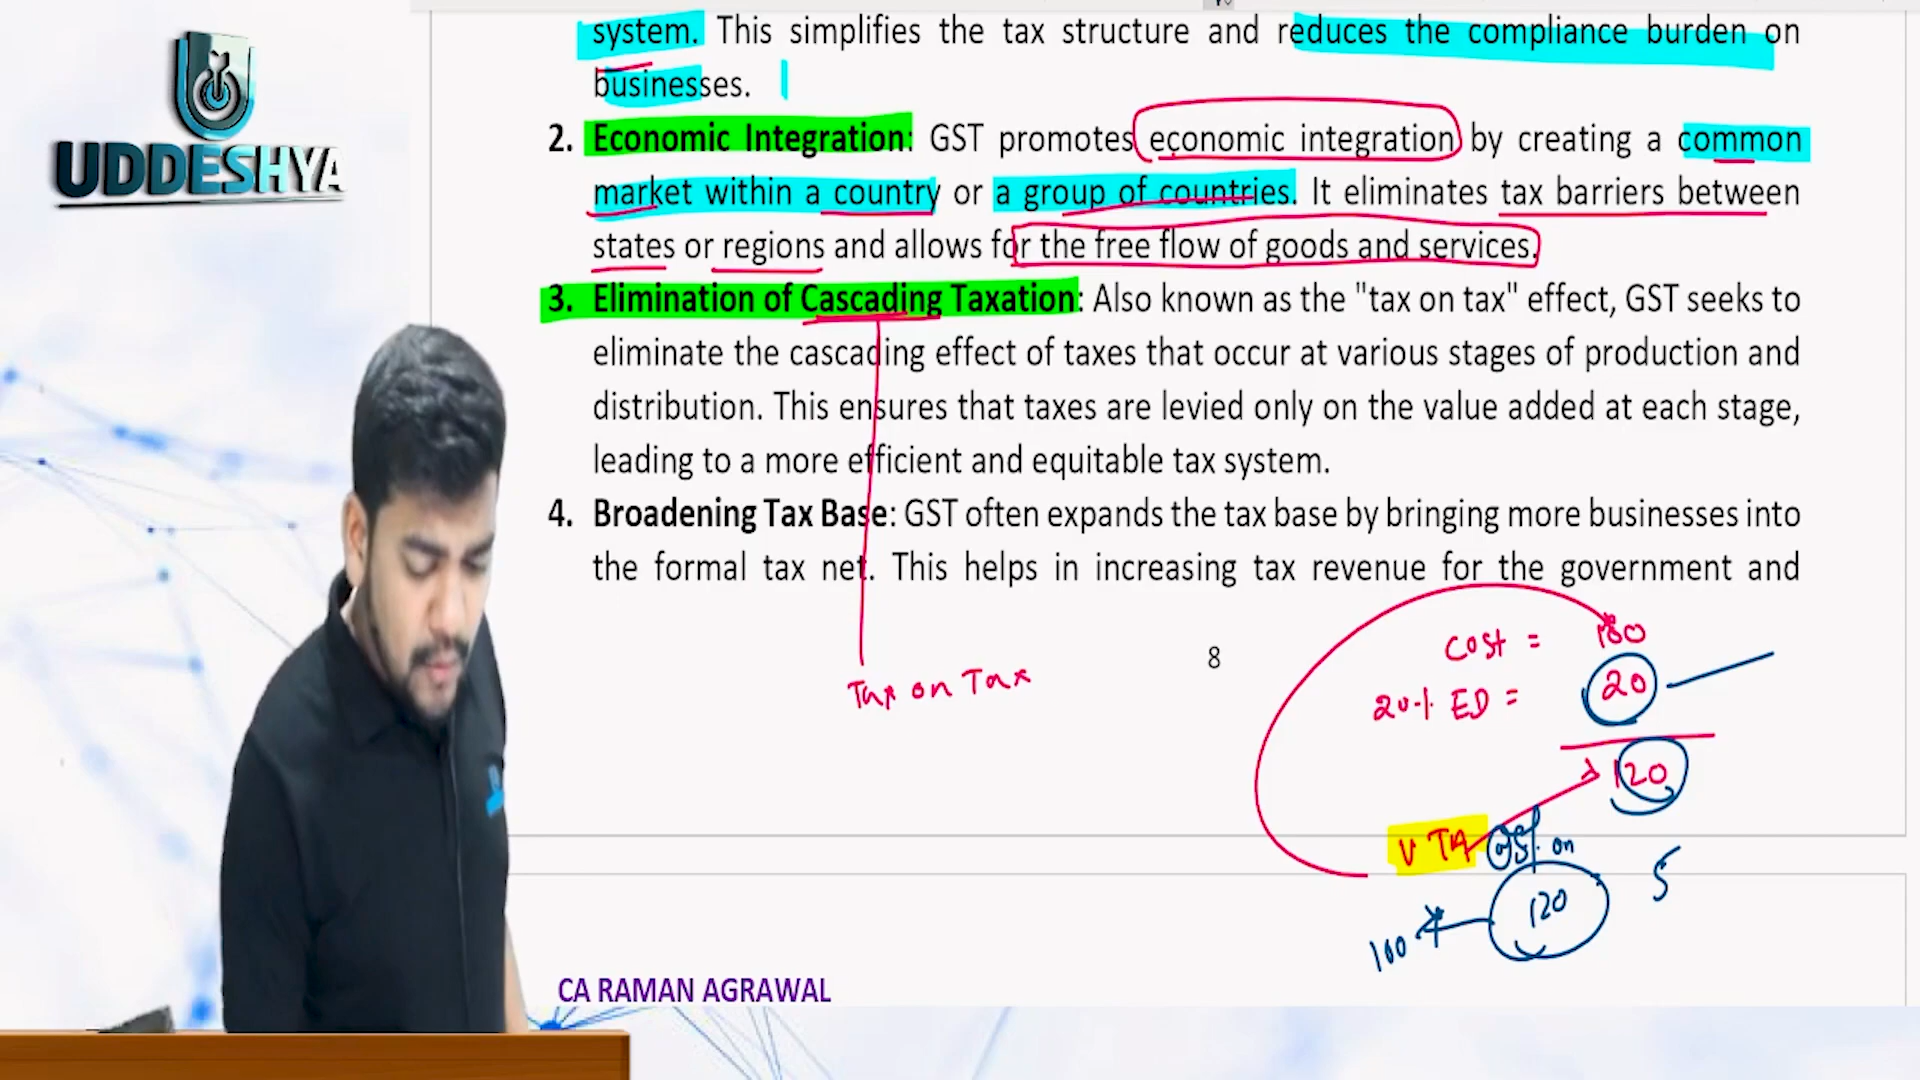 system. This simplifies the tax structure and reduces the compliance burden on
businesses.
2. Economic Integration: GST promotes economic integration by creating a common
market within a country or a group of countries. It eliminates tax barriers between
states or regions and allows for the free flow of goods and services.
3. Elimination of Cascading Taxation: Also known as the "tax on tax" effect, GST seeks to
eliminate the cascading effect of taxes that occur at various stages of production and
distribution. This ensures that taxes are levied only on the value added at each stage,
leading to a more efficient and equitable tax system.
4. Broadening Tax Base: GST often expands the tax base by bringing more businesses into
the formal tax net. This helps in increasing tax revenue for the government and
8
UDDESHYA
Tax on Tax
Cost = 100
20% ED = 20
120
on
120
100
5
CA RAMAN AGRAWAL